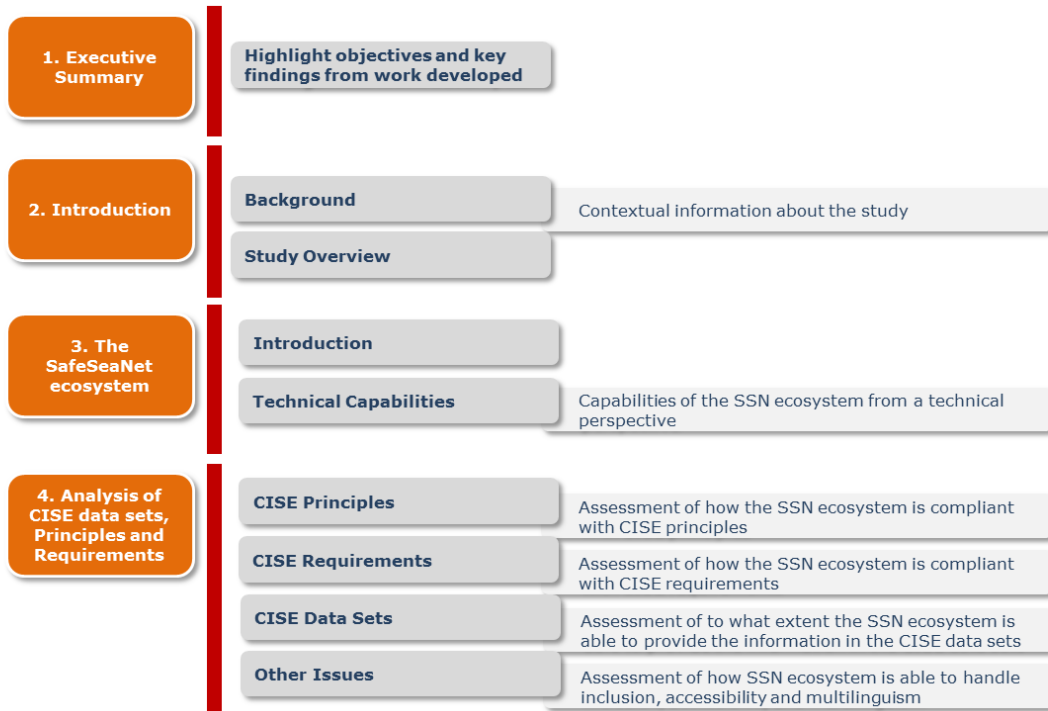 1. Executive
Summary
Highlight objectives and key
findings from work developed
2. Introduction
Background
Contextual information about the study
Study Overview
3. The
SafeSeaNet
ecosystem
Introduction
Technical Capabilities
Capabilities of the SSN ecosystem from a technical
perspective
4. Analysis of
CISE data sets,
Principles and
Requirements
CISE Principles
Assessment of how the SSN ecosystem is compliant
with CISE principles
CISE Requirements
Assessment of how the SSN ecosystem is compliant
with CISE requirements
CISE Data Sets
Assessment of to what extent the SSN ecosystem is
able to provide the information in the CISE data sets
Other Issues
Assessment of how SSN ecosystem is able to handle
inclusion, accessibility and multilinguism